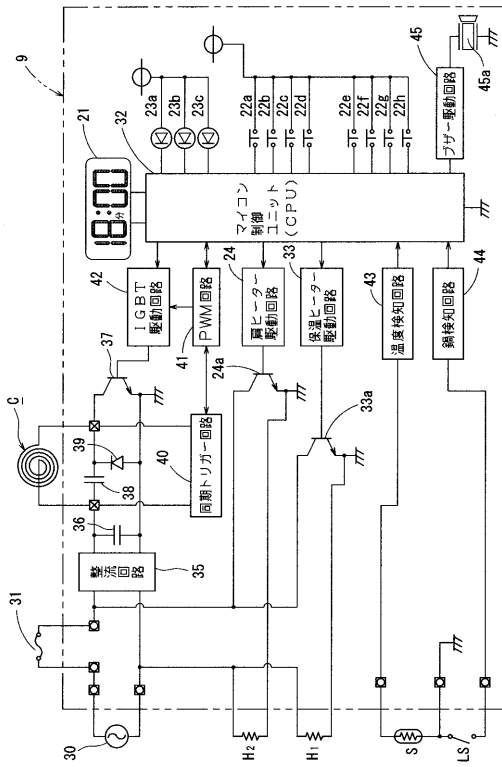 9
21
32
18:00
分
23a
23b
23c
22a
22b
22c
22d
22e
22f
22g
22h
45
ブザー駆動回路
45a
マイコン
制御
ユニット
(CPU)
42
IGBT
駆動回路
41
PWM回路
24
肩ヒーター
駆動回路
33
保温ヒーター
駆動回路
43
温度検知回路
44
鍋検知回路
37
24a
33a
C
39
38
40
同期トリガー回路
36
整流回路
35
31
30
H2
H1
S
LS